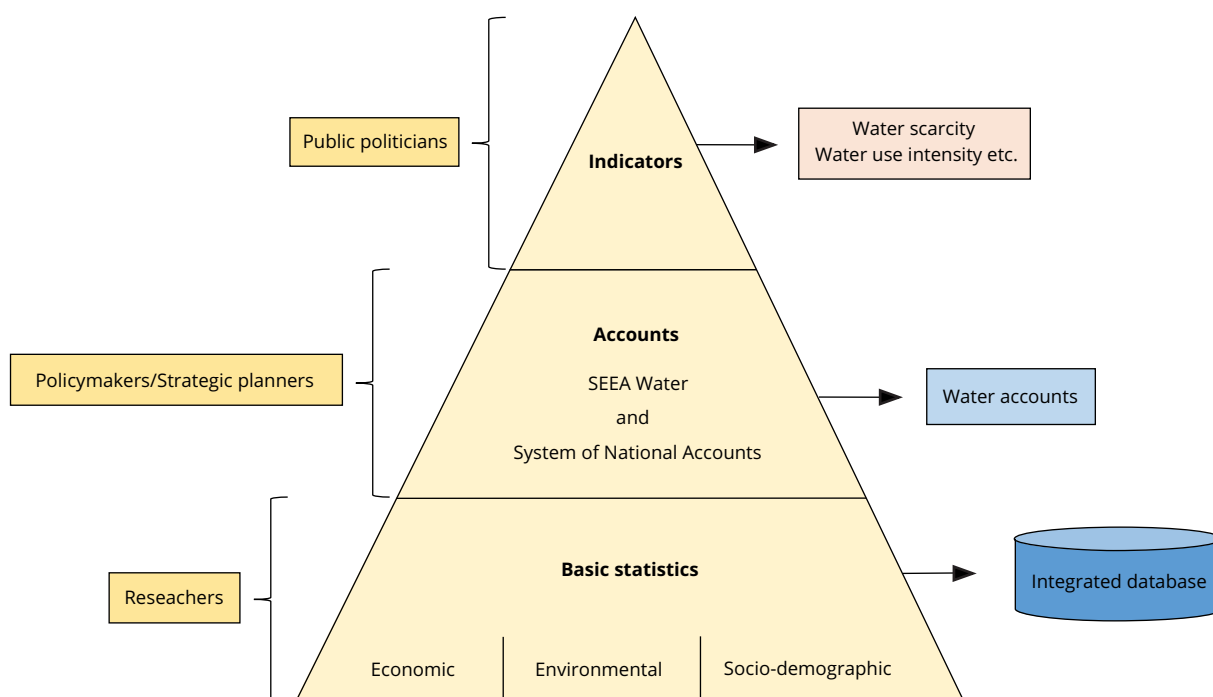 Public politicians
Indicators
Water scarcity
Water use intensity etc.
Accounts
SEEA Water
and
System of National Accounts
Policymakers/Strategic planners
Water accounts
Basic statistics
Reseachers
Integrated database
Economic
Environmental
Socio-demographic